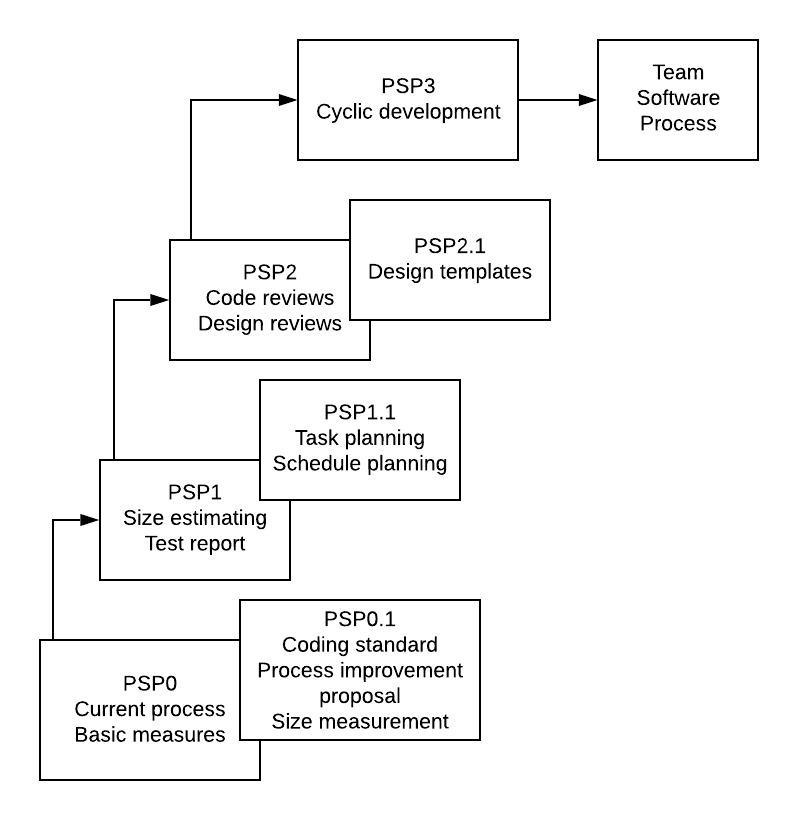 PSP3
Cyclic development
Team
Software
Process
PSP2.1
Design templates
PSP2
Code reviews
Design reviews
PSP1.1
Task planning
Schedule planning
PSP1
Size estimating
Test report
PSP0.1
Coding standard
Process improvement
proposal
Size measurement
PSP0
Current process
Basic measures